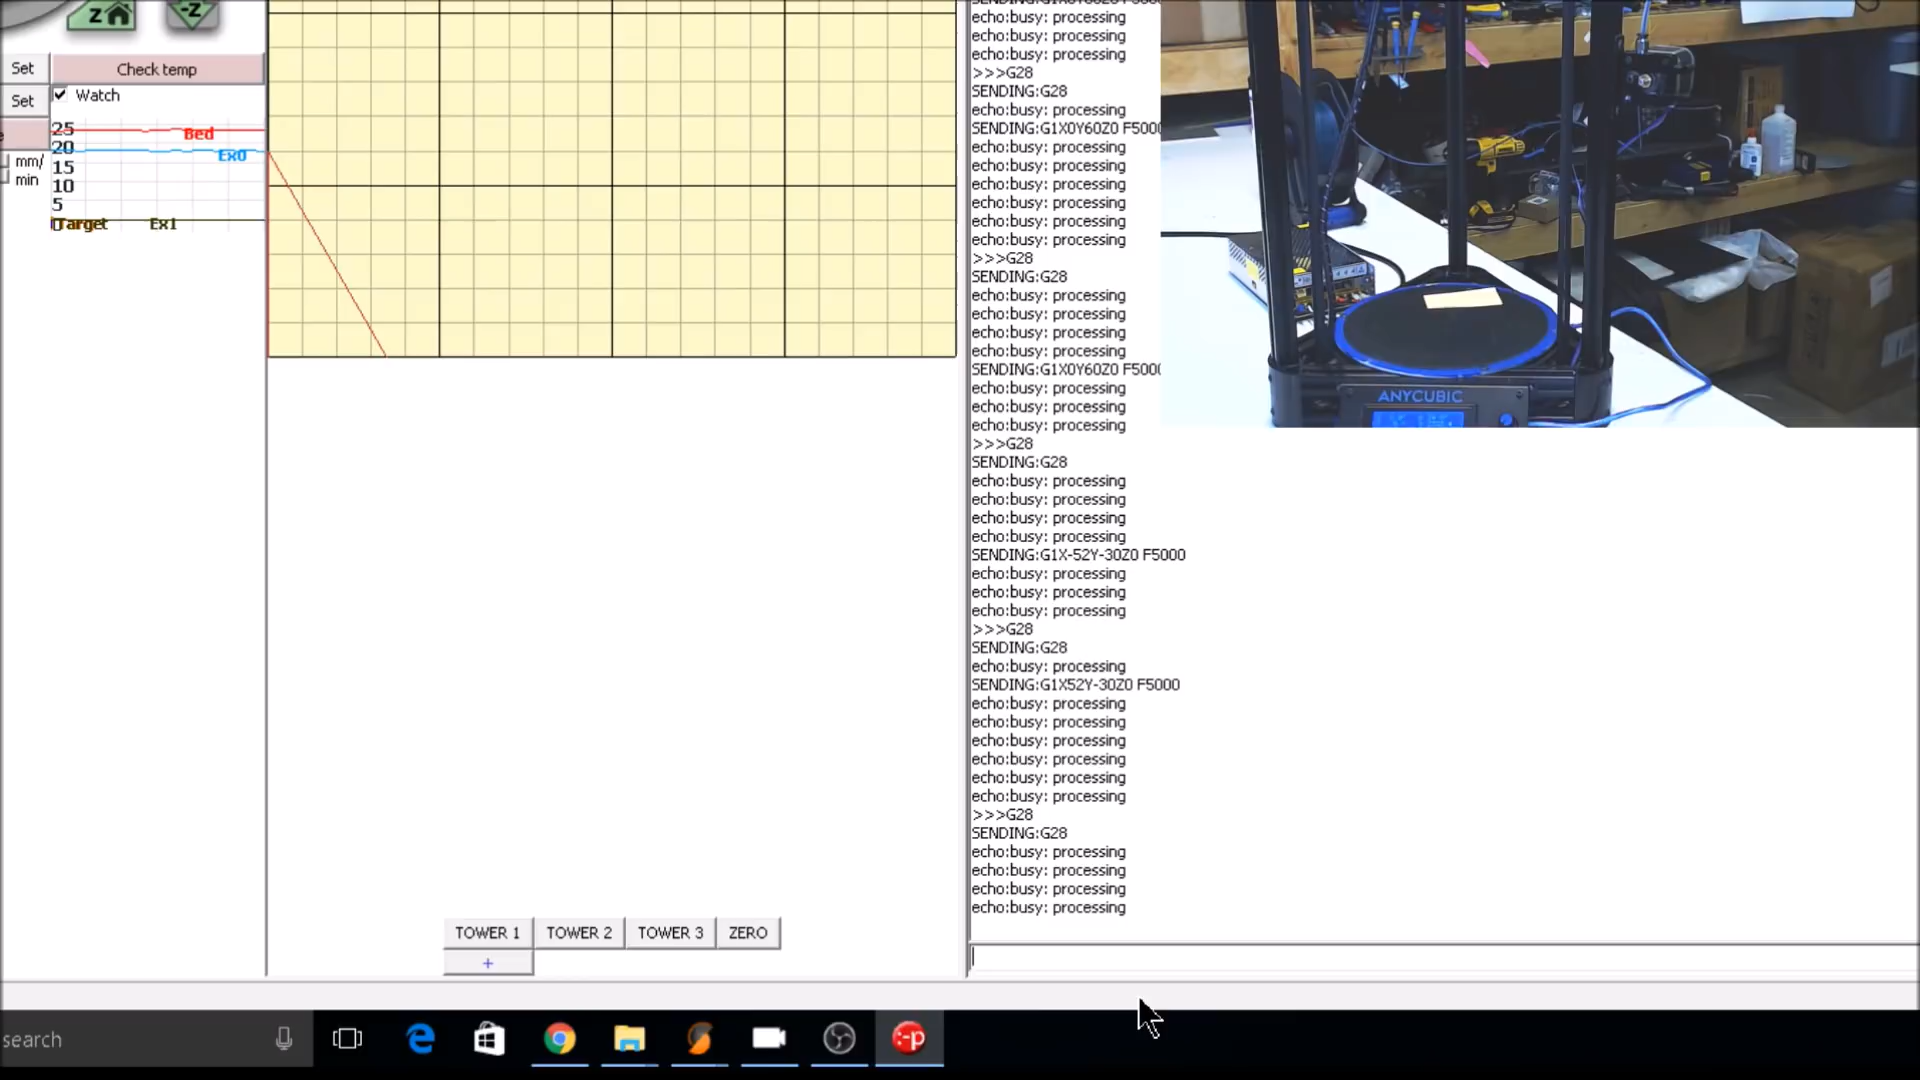 Z
-Z
Set
Check temp
Set
Watch
25
20
15
10
5
0
Bed
Ex0
mm/
min
Target
Ex1
echo:busy: processing
echo:busy: processing
echo:busy: processing
>>>G28
SENDING:G28
echo:busy: processing
SENDING:G1X0Y60Z0 F5000
echo:busy: processing
echo:busy: processing
echo:busy: processing
echo:busy: processing
echo:busy: processing
echo:busy: processing
>>>G28
SENDING:G28
echo:busy: processing
echo:busy: processing
echo:busy: processing
echo:busy: processing
SENDING:G1X0Y60Z0 F5000
echo:busy: processing
echo:busy: processing
echo:busy: processing
>>>G28
SENDING:G28
echo:busy: processing
echo:busy: processing
echo:busy: processing
echo:busy: processing
SENDING:G1X-52Y-30Z0 F5000
echo:busy: processing
echo:busy: processing
echo:busy: processing
>>>G28
SENDING:G28
echo:busy: processing
SENDING:G1X52Y-30Z0 F5000
echo:busy: processing
echo:busy: processing
echo:busy: processing
echo:busy: processing
echo:busy: processing
echo:busy: processing
>>>G28
SENDING:G28
echo:busy: processing
echo:busy: processing
echo:busy: processing
echo:busy: processing
ANYCUBIC
TOWER 1 TOWER 2 TOWER 3 ZERO
+
search
:-p